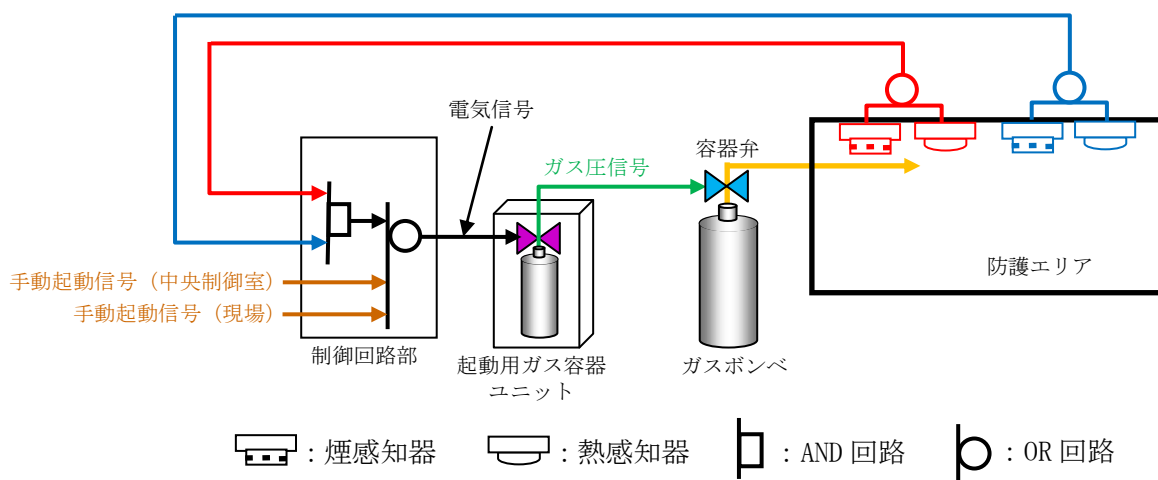 電気信号
容器弁
ガス圧信号
防護エリア
手動起動信号（中央制御室）
手動起動信号（現場）
制御回路部
起動用ガス容器
ユニット
ガスボンベ
：煙感知器
：熱感知器
：AND 回路
：OR 回路